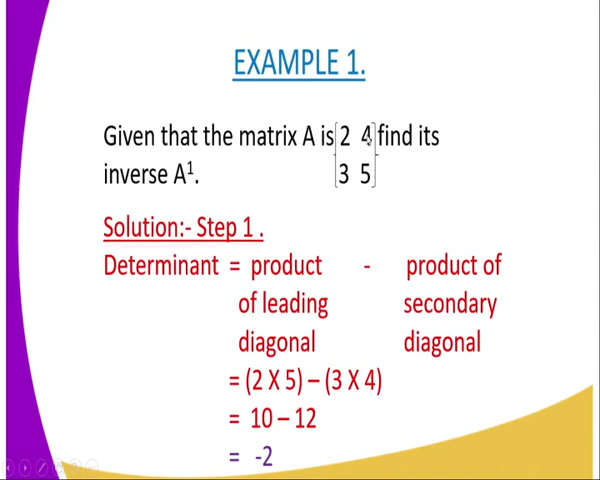 EXAMPLE 1.
Given that the matrix A is [2 4] find its
inverse A¹. [3 5]
Solution:- Step 1 .
Determinant = product - product of
of leading secondary
diagonal diagonal
= (2 X 5) – (3 X 4)
= 10 – 12
= -2